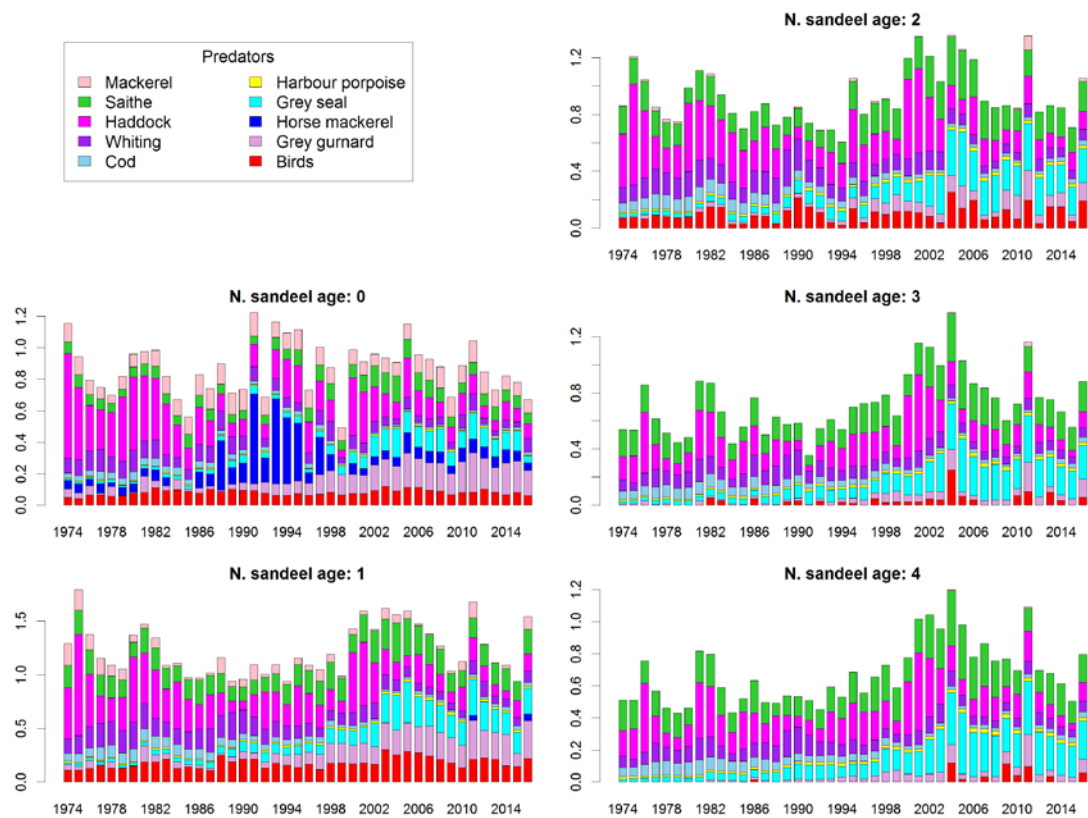 Predators
Mackerel
Saithe
Haddock
Whiting
Cod
Harbour porpoise
Grey seal
Horse mackerel
Grey gurnard
Birds
N. sandeel age: 2
0.0 0.4 0.8 1.2
1974 1978 1982 1986 1990 1994 1998 2002 2006 2010 2014
N. sandeel age: 0
0.0 0.2 0.4 0.6 0.8 1.0 1.2
1974 1978 1982 1986 1990 1994 1998 2002 2006 2010 2014
N. sandeel age: 3
0.0 0.4 0.8 1.2
1974 1978 1982 1986 1990 1994 1998 2002 2006 2010 2014
N. sandeel age: 1
0.0 0.5 1.0 1.5
1974 1978 1982 1986 1990 1994 1998 2002 2006 2010 2014
N. sandeel age: 4
0.0 0.2 0.4 0.6 0.8 1.0 1.2
1974 1978 1982 1986 1990 1994 1998 2002 2006 2010 2014